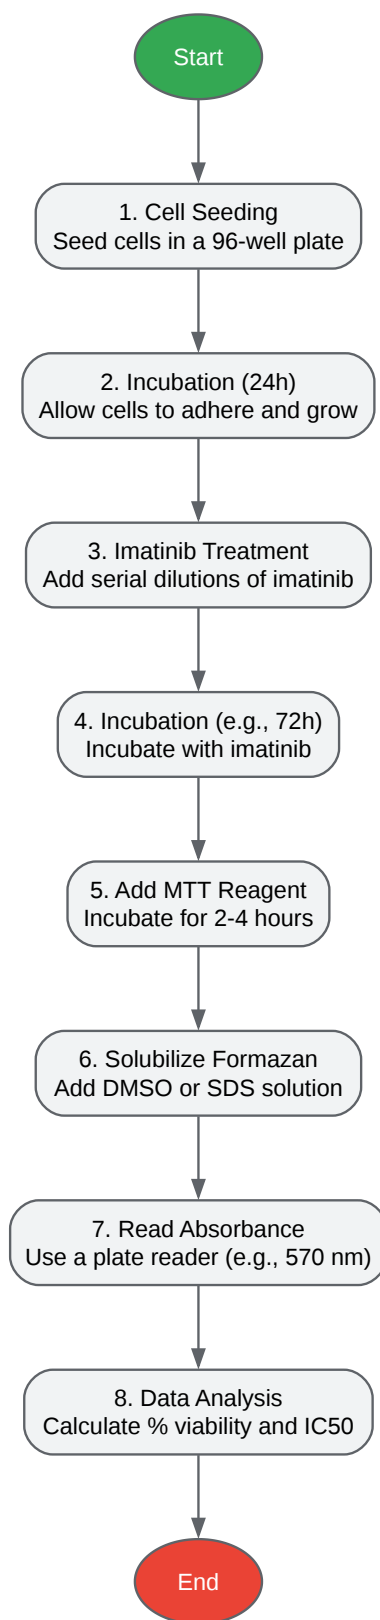 Start
1. Cell Seeding
Seed cells in a 96-well plate
2. Incubation (24h)
Allow cells to adhere and grow
3. Imatinib Treatment
Add serial dilutions of imatinib
4. Incubation (e.g., 72h)
Incubate with imatinib
5. Add MTT Reagent
Incubate for 2-4 hours
6. Solubilize Formazan
Add DMSO or SDS solution
7. Read Absorbance
Use a plate reader (e.g., 570 nm)
8. Data Analysis
Calculate % viability and IC50
End